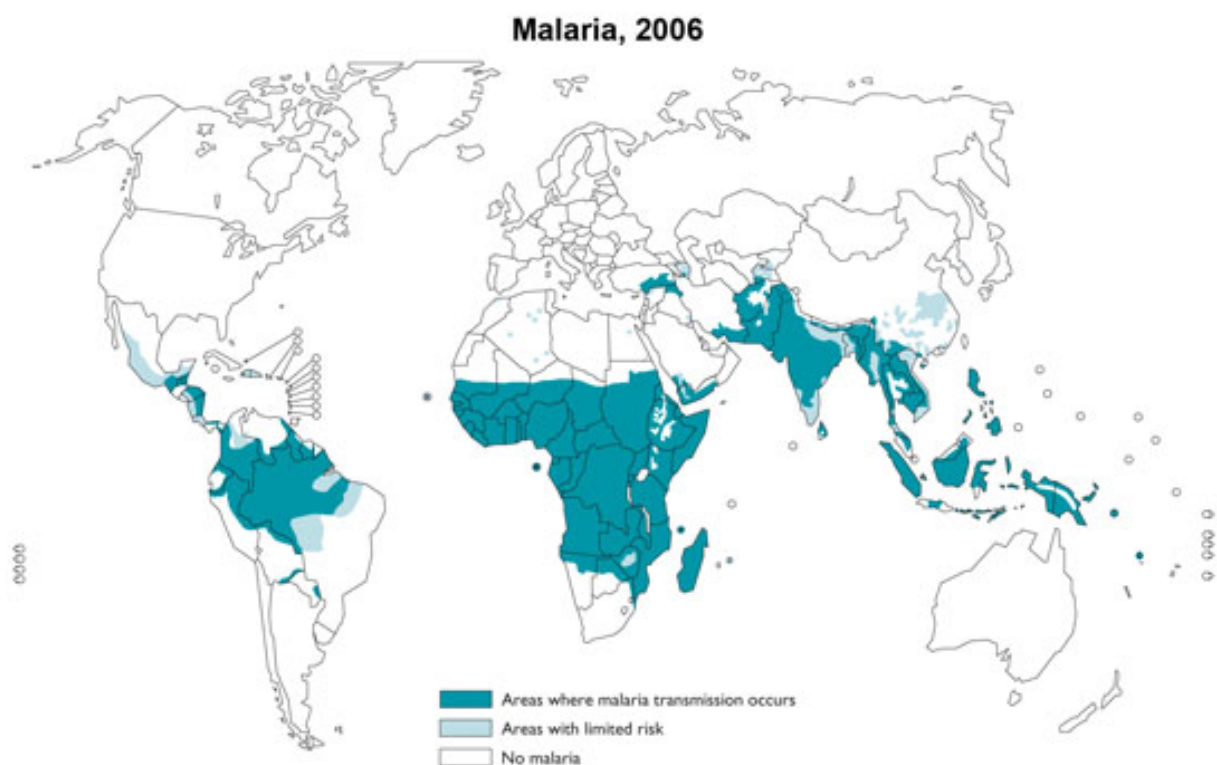 Malaria, 2006
Areas where malaria transmission occurs
Areas with limited risk
No malaria